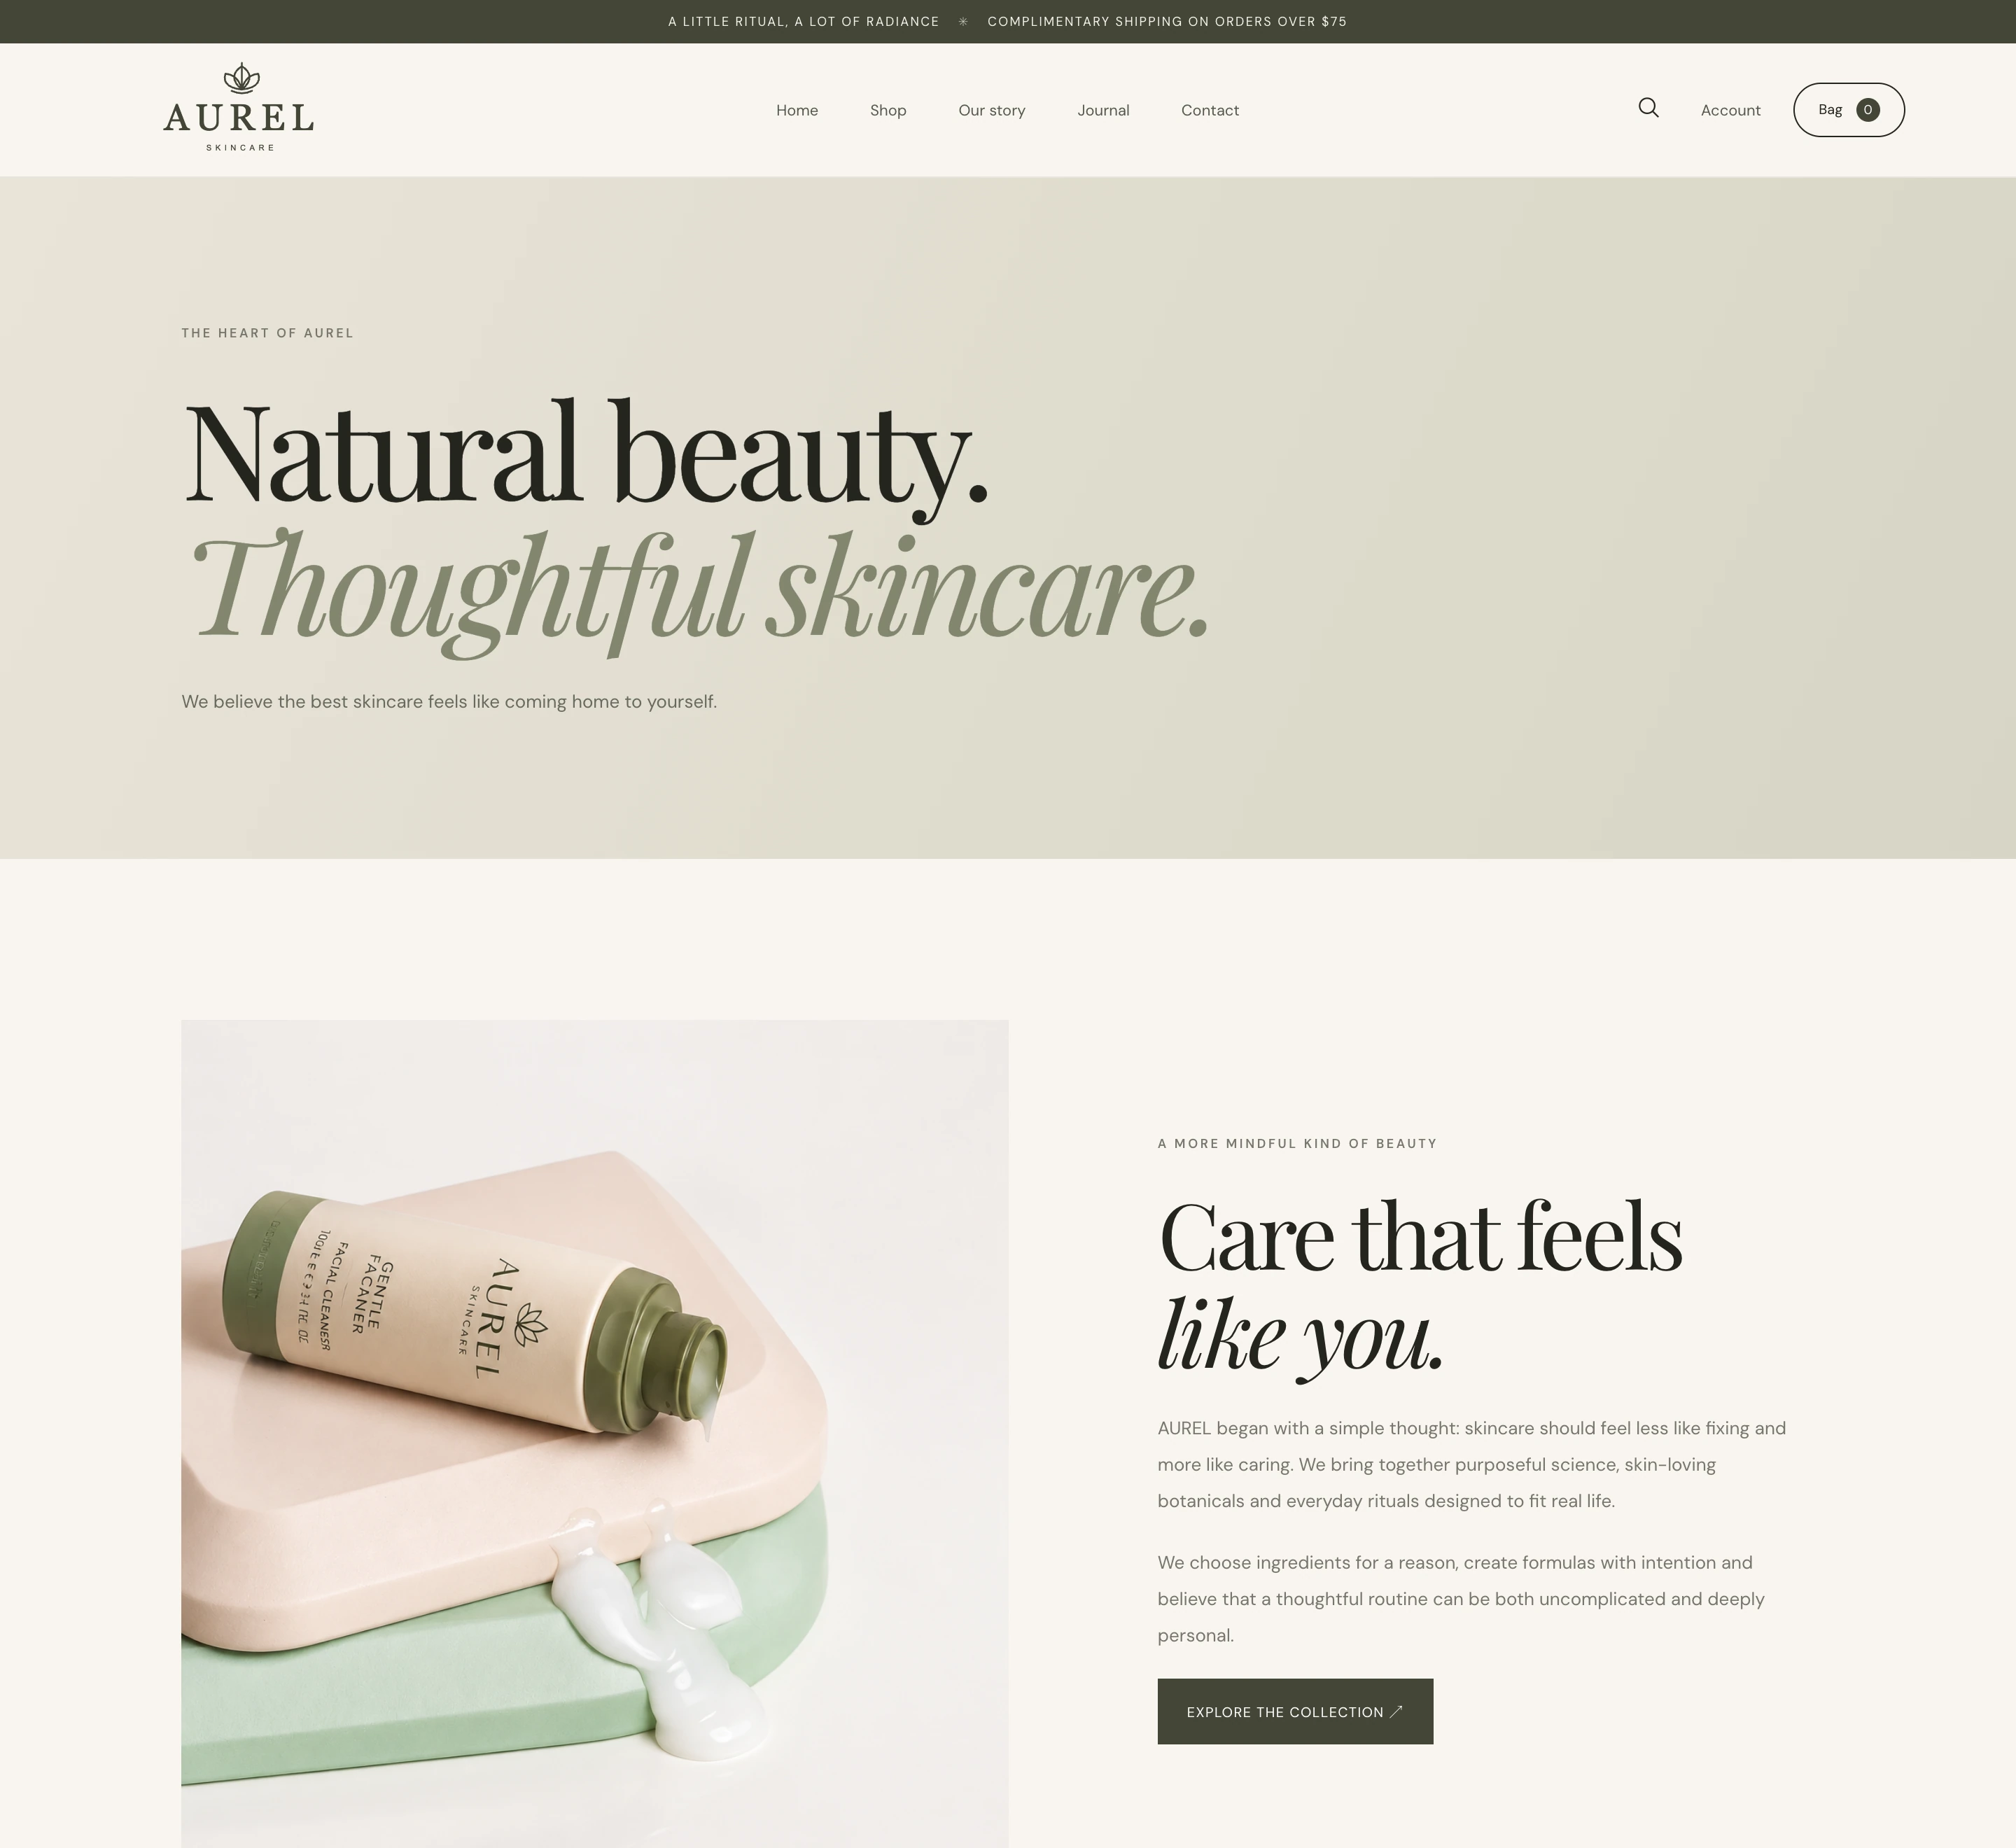 A LITTLE RITUAL, A LOT OF RADIANCE ✳ COMPLIMENTARY SHIPPING ON ORDERS OVER $75
AUREL
SKINCARE
Home Shop Our story Journal Contact
Account
Bag 0
THE HEART OF AUREL
Natural beauty.
Thoughtful skincare.
We believe the best skincare feels like coming home to yourself.
AUREL
SKINCARE
GENTLE
FACANER
FACIAL CLEANESR
A MORE MINDFUL KIND OF BEAUTY
Care that feels
like you.
AUREL began with a simple thought: skincare should feel less like fixing and
more like caring. We bring together purposeful science, skin-loving
botanicals and everyday rituals designed to fit real life.
We choose ingredients for a reason, create formulas with intention and
believe that a thoughtful routine can be both uncomplicated and deeply
personal.
EXPLORE THE COLLECTION ↗